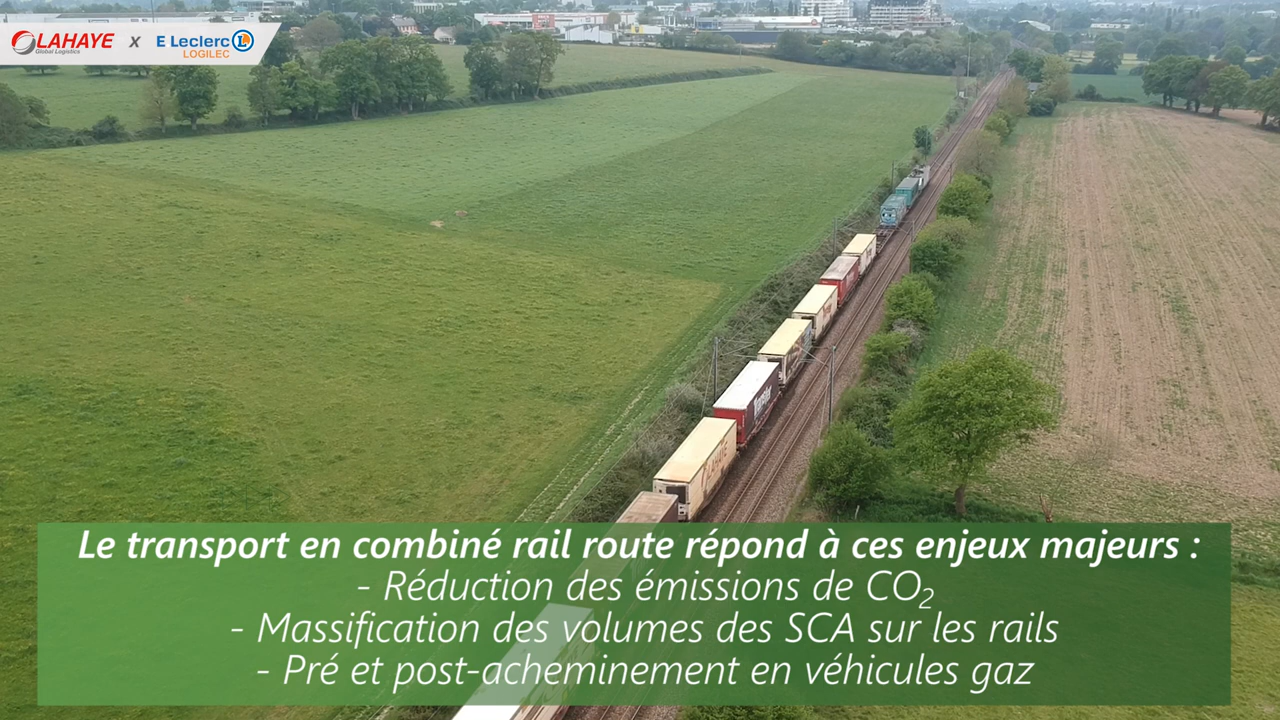 LAHAYE x E Leclerc L
Global Logistics
LOGILEC
LAHAYE
Le transport en combiné rail route répond à ces enjeux majeurs :
- Réduction des émissions de CO₂
- Massification des volumes des SCA sur les rails
- Pré et post-acheminement en véhicules gaz